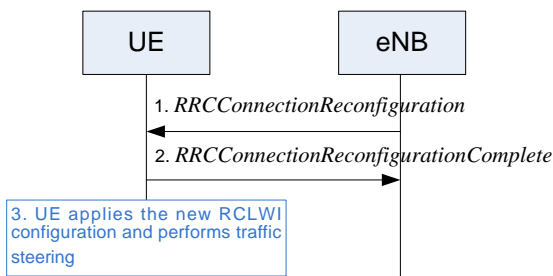 UE
eNB
1. RRCConnectionReconfiguration
2. RRCConnectionReconfigurationComplete
3. UE applies the new RCLWI
configuration and performs traffic
steering